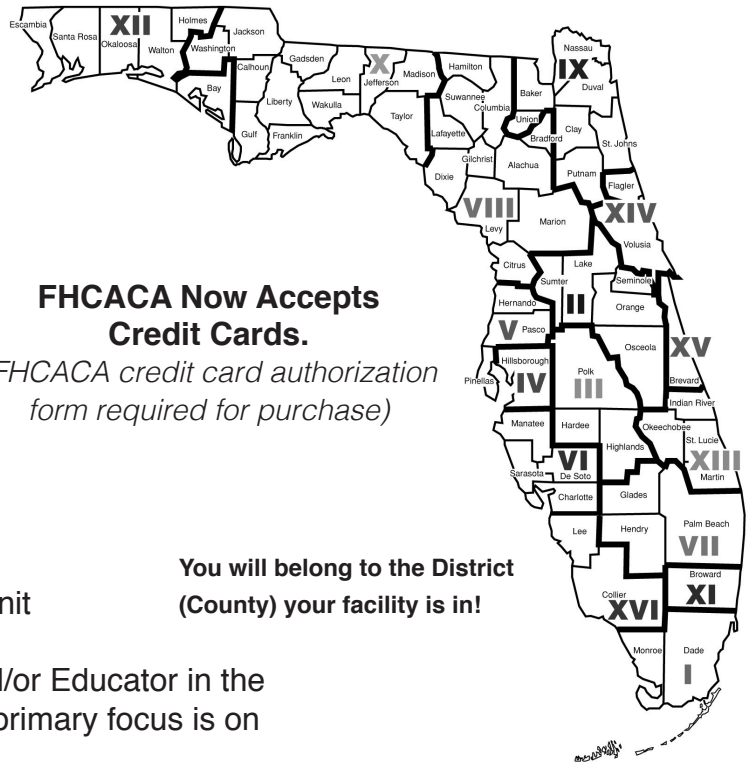 XII
Escambia
Santa Rosa
Okaloosa
Walton
Holmes
Washington
Jackson
Bay
Calhoun
Gulf
Liberty
Franklin
Gadsden
Leon
Wakulla
X
Jefferson
Madison
Taylor
Hamilton
Suwannee
Columbia
Lafayette
Dixie
Gilchrist
Baker
Union
Bradford
Alachua
Nassau
IX
Duval
Clay
St. Johns
Putnam
Flagler
VIII
Levy
Marion
XIV
Volusia
Citrus
Sumter
Lake
II
Seminole
Orange
Hernando
V Pasco
Osceola
XV
Brevard
Hillsborough
IV
Pinellas
Polk
III
Indian River
Manatee
Hardee
Highlands
Okeechobee
St. Lucie
XIII
Martin
Sarasota
VI
De Soto
Charlotte
Glades
Lee
Hendry
Palm Beach
VII
Collier
XVI
Broward
XI
Monroe
Dade
I
FHCACA Now Accepts
Credit Cards.
FHCACA credit card authorization
form required for purchase)
You will belong to the District
(County) your facility is in!
nit
l/or Educator in the
primary focus is on